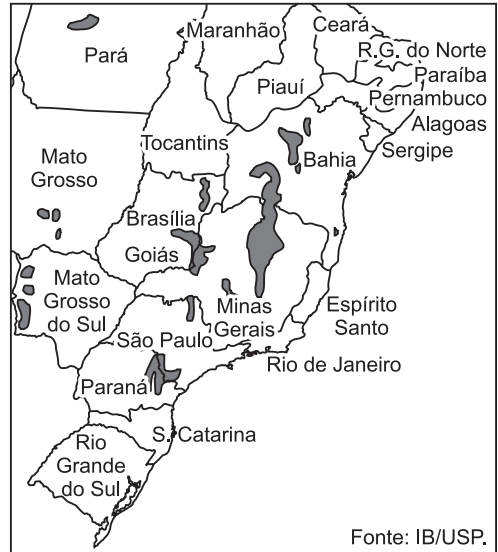 Maranhão
Ceará
Pará
R.G. do Norte
Paraíba
Piauí
Pernambuco
Alagoas
Tocantins
Bahia
Sergipe
Mato
Grosso
Brasília
Goiás
Mato
Grosso
do Sul
Minas
Gerais
Espírito
Santo
São Paulo
Rio de Janeiro
Paraná
S. Catarina
Rio
Grande
do Sul
Fonte: IB/USP.